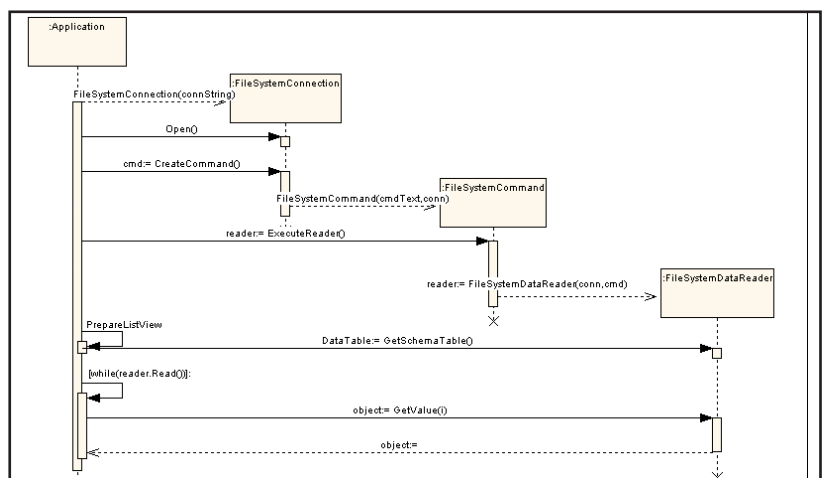 :Application
:FileSystemConnection
FileSystemConnection(connString)
Open()
cmd:= CreateCommand()
:FileSystemCommand
FileSystemCommand(cmdText,conn)
reader:= ExecuteReader()
:FileSystemDataReader
reader:= FileSystemDataReader(conn,cmd)
PrepareListView
DataTable:= GetSchemaTable()
[while(reader.Read())]:
object:= GetValue(i)
object:=